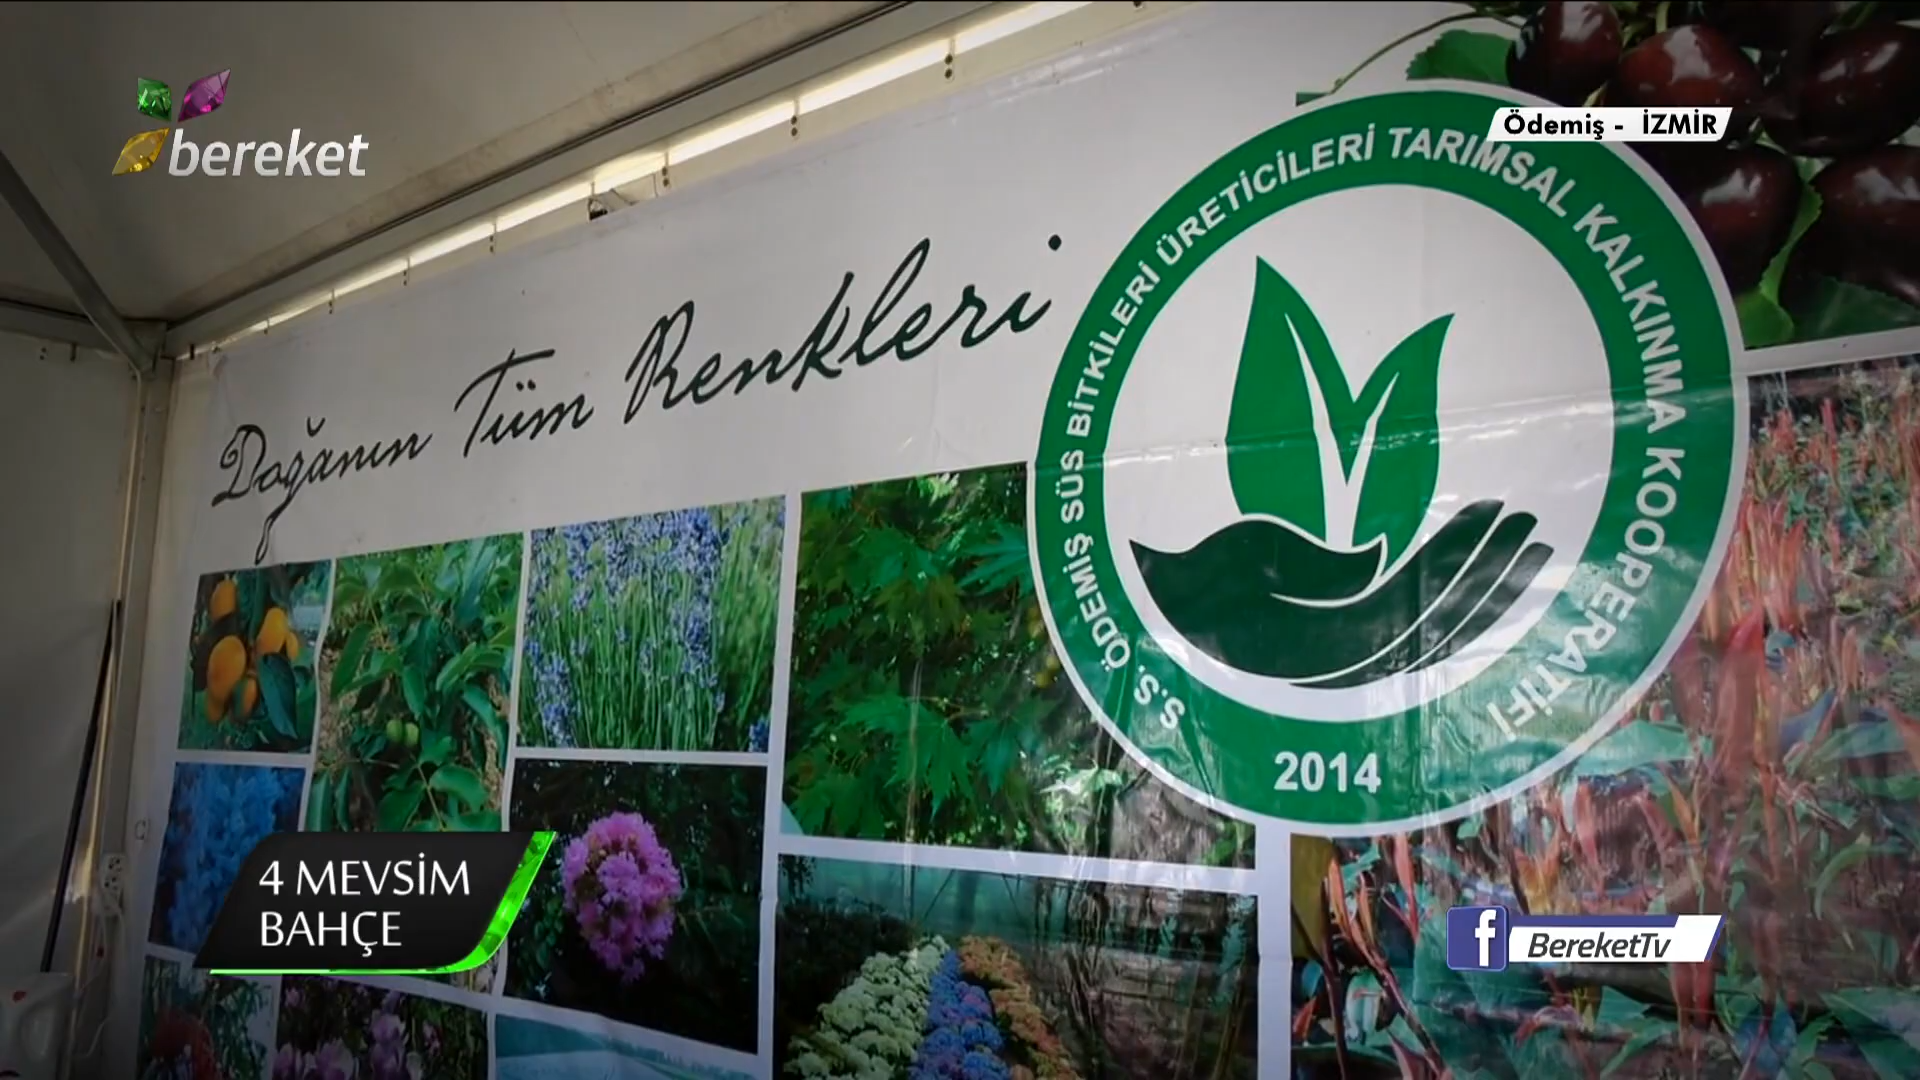 bereket
Ödemiş - İZMİR
Doğanın Tüm Renkleri
S.S. ÖDEMİŞ SÜS BİTKİLERİ ÜRETİCİLERİ TARIMSAL KALKINMA KOOPERATİFİ
2014
4 MEVSİM
BAHÇE
f BereketTv